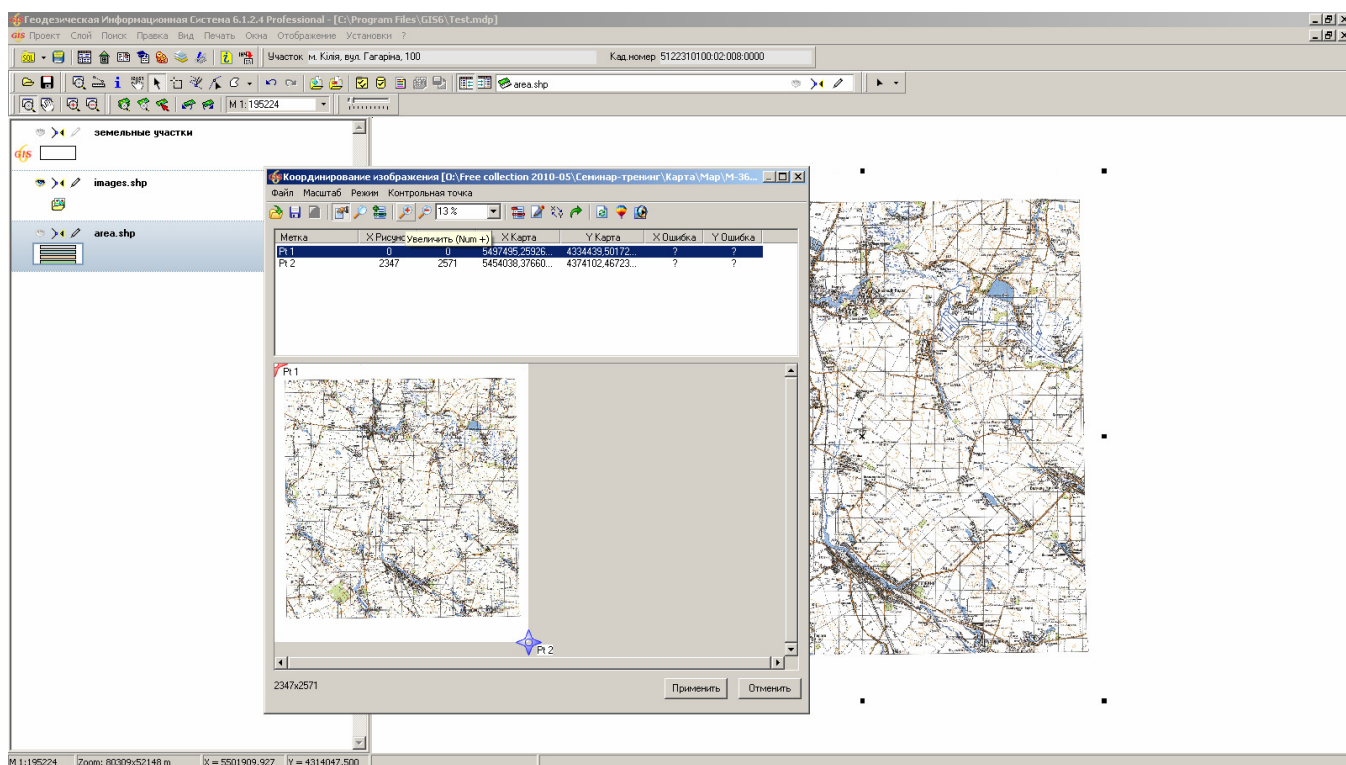 Геодезическая Информационная Система 6.1.2.4 Professional - [C:\Program Files\GIS6\Test.mdp]
GIS Проект Слой Поиск Правка Вид Печать Окна Отображение Установки ?
SQL Участок м. Кілія, вул. Гагаріна, 100 Кад.номер 5122310100:02:008:0000
area.shp
М 1: 195224
земельные участки
GIS
images.shp
area.shp
Координирование изображения [O:\Free collection 2010-05\Семинар-тренинг\Карта\Map\M-36...
Файл Масштаб Режим Контрольная точка
13 %
Метка X Рисунс Увеличить (Num +) X Карта Y Карта X Ошибка Y Ошибка
Pt 1 0 0 5497495,25926... 4334439,50172... ? ?
Pt 2 2347 2571 5454038,37660... 4374102,46723... ? ?
Pt 1
Pt 2
2347x2571 Применить Отменить
М 1:195224 Zoom: 80309x52148 m X = 5501909.927 Y = 4314047.500